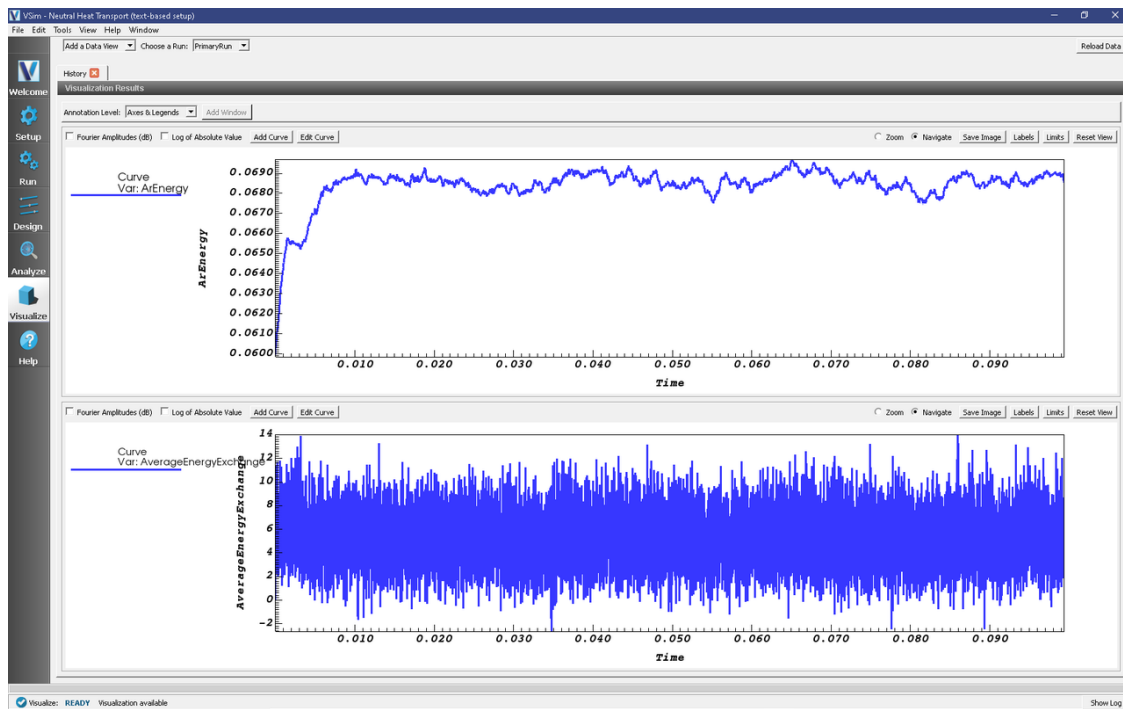 VSim - Neutral Heat Transport (text-based setup)
File Edit Tools View Help Window
Add a Data View Choose a Run: PrimaryRun Reload Data
History
Visualization Results
Annotation Level: Axes & Legends Add Window
Welcome
Setup
Run
Design
Analyze
Visualize
Help
Fourier Amplitudes (dB) Log of Absolute Value Add Curve Edit Curve Zoom Navigate Save Image Labels Limits Reset View
Curve
Var: ArEnergy
ArEnergy
0.0690
0.0680
0.0670
0.0660
0.0650
0.0640
0.0630
0.0620
0.0610
0.0600
0.010 0.020 0.030 0.040 0.050 0.060 0.070 0.080 0.090
Time
Fourier Amplitudes (dB) Log of Absolute Value Add Curve Edit Curve Zoom Navigate Save Image Labels Limits Reset View
Curve
Var: AverageEnergyExchange
AverageEnergyExchange
14
12
10
8
6
4
2
0
-2
0.010 0.020 0.030 0.040 0.050 0.060 0.070 0.080 0.090
Time
Visualize: READY Visualization available Show Log